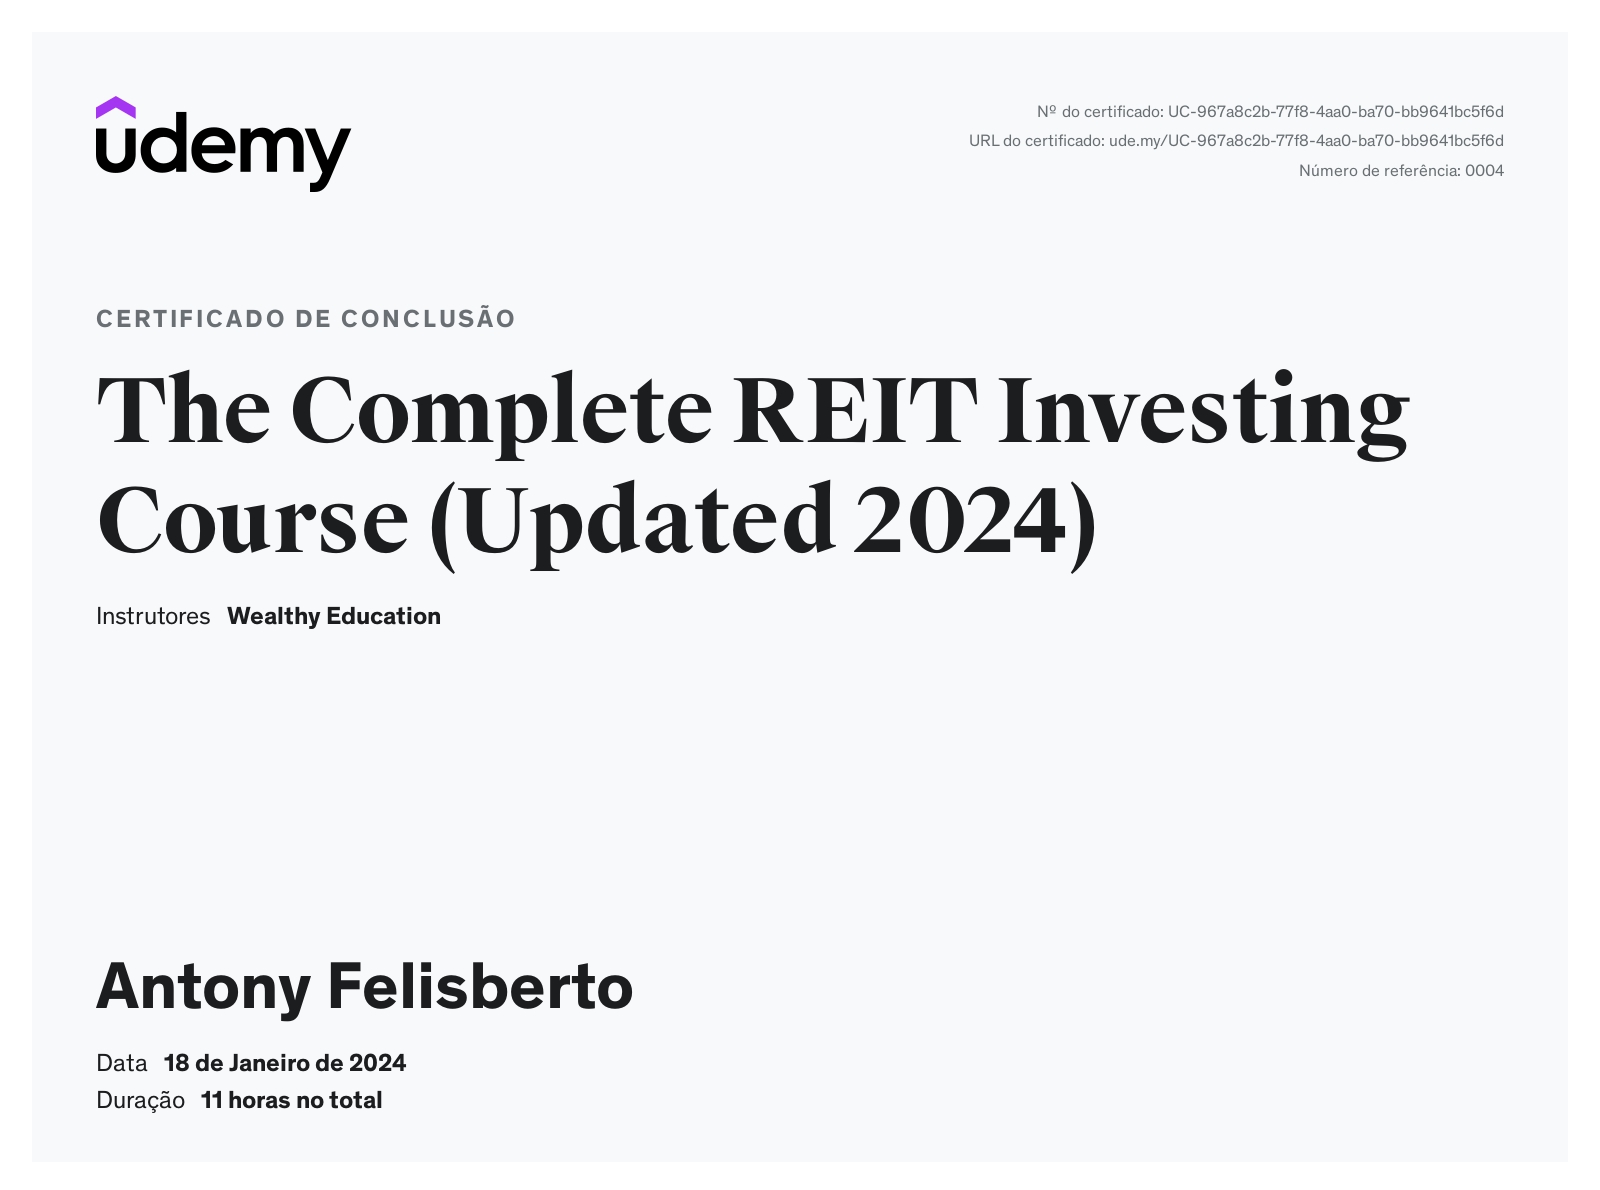 udemy
Nº do certificado: UC-967a8c2b-77f8-4aa0-ba70-bb9641bc5f6d
URL do certificado: ude.my/UC-967a8c2b-77f8-4aa0-ba70-bb9641bc5f6d
Número de referência: 0004
CERTIFICADO DE CONCLUSÃO
The Complete REIT Investing
Course (Updated 2024)
Instrutores Wealthy Education
Antony Felisberto
Data 18 de Janeiro de 2024
Duração 11 horas no total